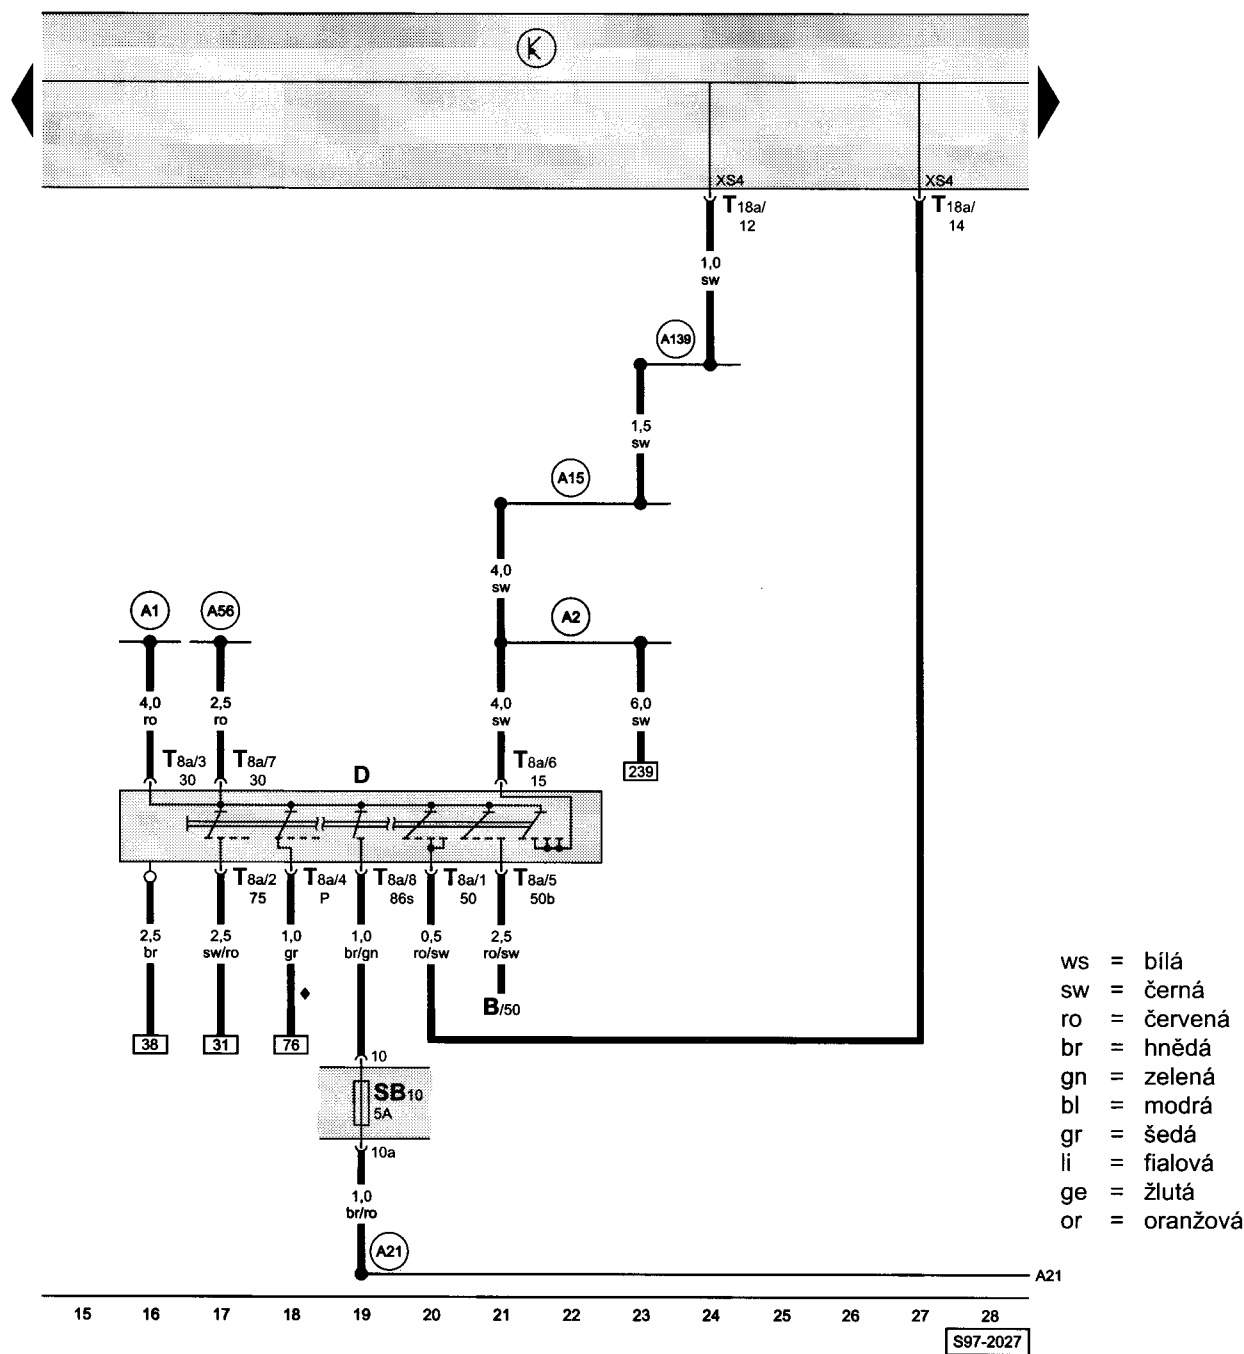 K
XS4
XS4
T18a/
12
T18a/
14
1,0
sw
A139
1,5
sw
A15
4,0
sw
A1
A56
A2
4,0
ro
2,5
ro
4,0
sw
6,0
sw
T8a/3
30
T8a/7
30
D
T8a/6
15
239
T8a/2
75
T8a/4
P
T8a/8
86s
T8a/1
50
T8a/5
50b
2,5
br
2,5
sw/ro
1,0
gr
1,0
br/gn
0,5
ro/sw
2,5
ro/sw
B/50
38
31
76
10
SB10
5A
10a
1,0
br/ro
A21
A21
ws = bílá
sw = černá
ro = červená
br = hnědá
gn = zelená
bl = modrá
gr = šedá
li = fialová
ge = žlutá
or = oranžová
15 16 17 18 19 20 21 22 23 24 25 26 27 28
S97-2027